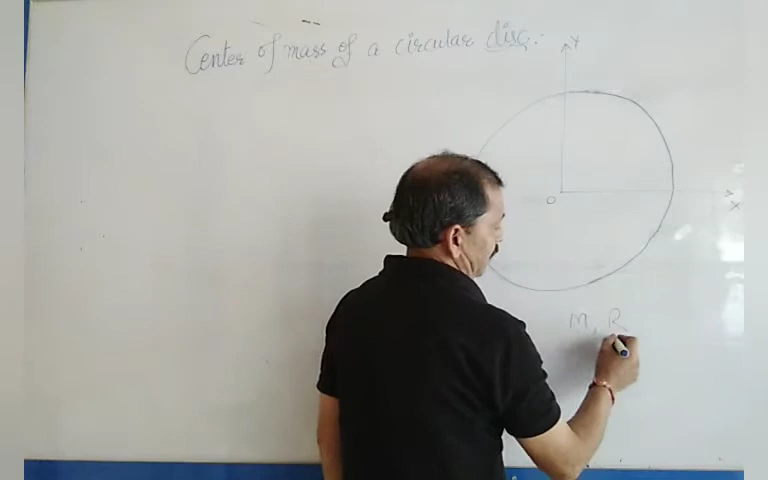 Center of mass of a circular disc.
Y
O
X
M, R